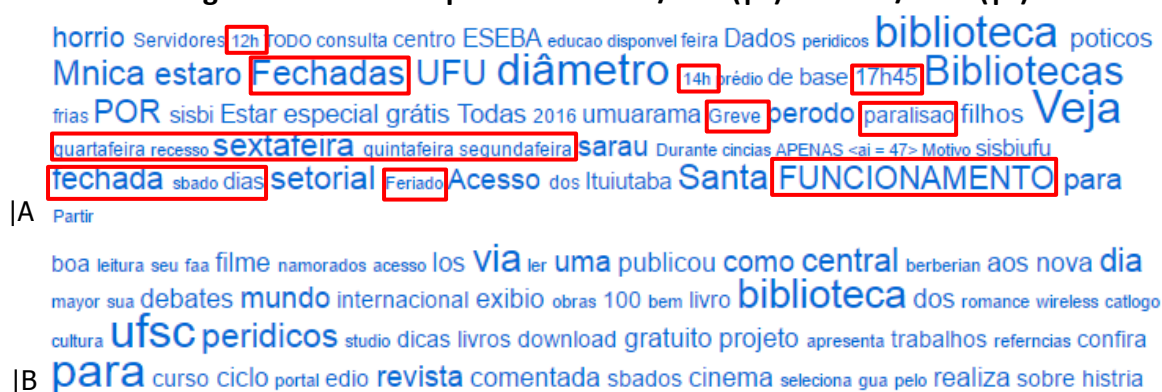 horrio Servidores 12h TODO consulta centro ESEBA educao disponvel feira Dados peridicos biblioteca poticos
Mnica estaro Fechadas UFU diâmetro 14h prédio de base 17h45 Bibliotecas
frias POR sisbi Estar especial grátis Todas 2016 umuarama Greve perodo paralisao filhos Veja
quartafeira recesso sextafeira quintafeira segundafeira sarau Durante cincias APENAS <ai = 47> Motivo sisbiufu
fechada sbado dias setorial Feriado Acesso dos Ituiutaba Santa FUNCIONAMENTO para
|A Partir
boa leitura seu faa filme namorados acesso los via ler uma publicou como central berberian aos nova dia
mayor sua debates mundo internacional exibio obras 100 bem livro biblioteca dos romance wireless catlogo
cultura ufsc peridicos studio dicas livros download gratuito projeto apresenta trabalhos referncias confira
|B para curso ciclo portal edio revista comentada sbados cinema seleciona gua pelo realiza sobre histria